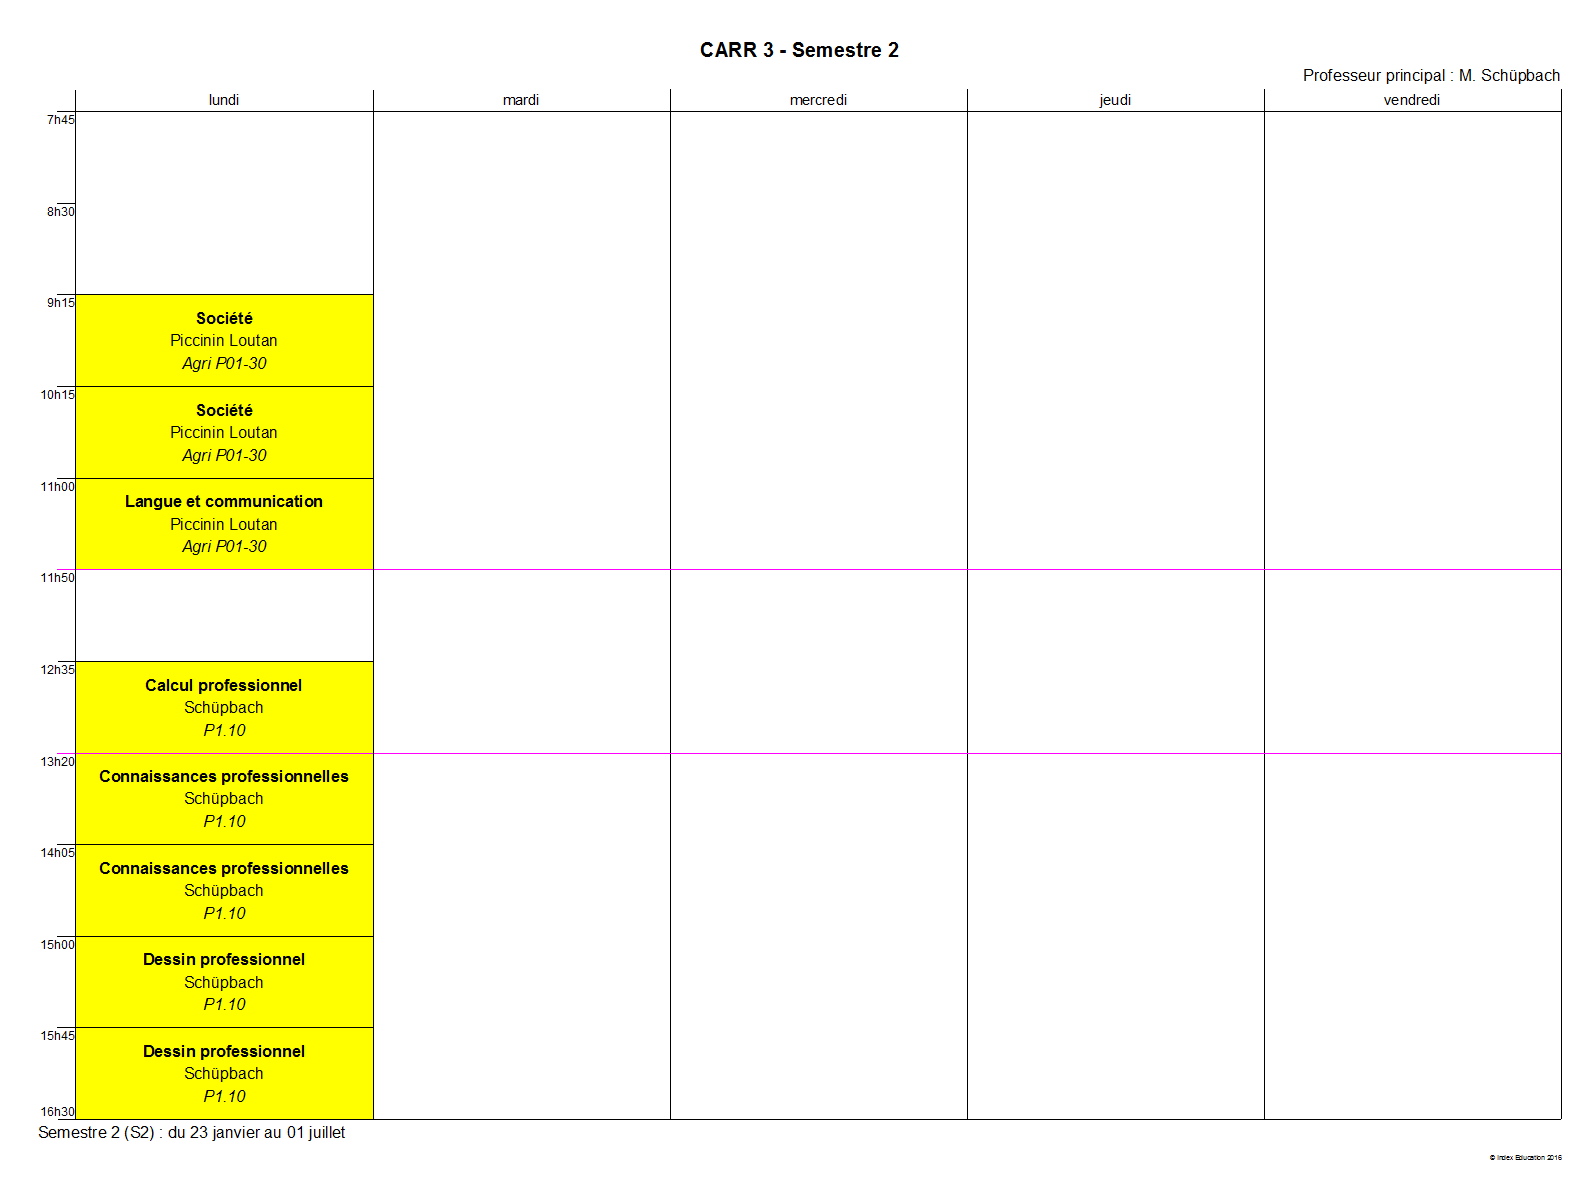 CARR 3 - Semestre 2
Professeur principal : M. Schüpbach
lundi mardi mercredi jeudi vendredi
7h45
8h30
9h15
Société
Piccinin Loutan
Agri P01-30
10h15
Société
Piccinin Loutan
Agri P01-30
11h00
Langue et communication
Piccinin Loutan
Agri P01-30
11h50
12h35
Calcul professionnel
Schüpbach
P1.10
13h20
Connaissances professionnelles
Schüpbach
P1.10
14h05
Connaissances professionnelles
Schüpbach
P1.10
15h00
Dessin professionnel
Schüpbach
P1.10
15h45
Dessin professionnel
Schüpbach
P1.10
16h30
Semestre 2 (S2) : du 23 janvier au 01 juillet
© Index Education 2016